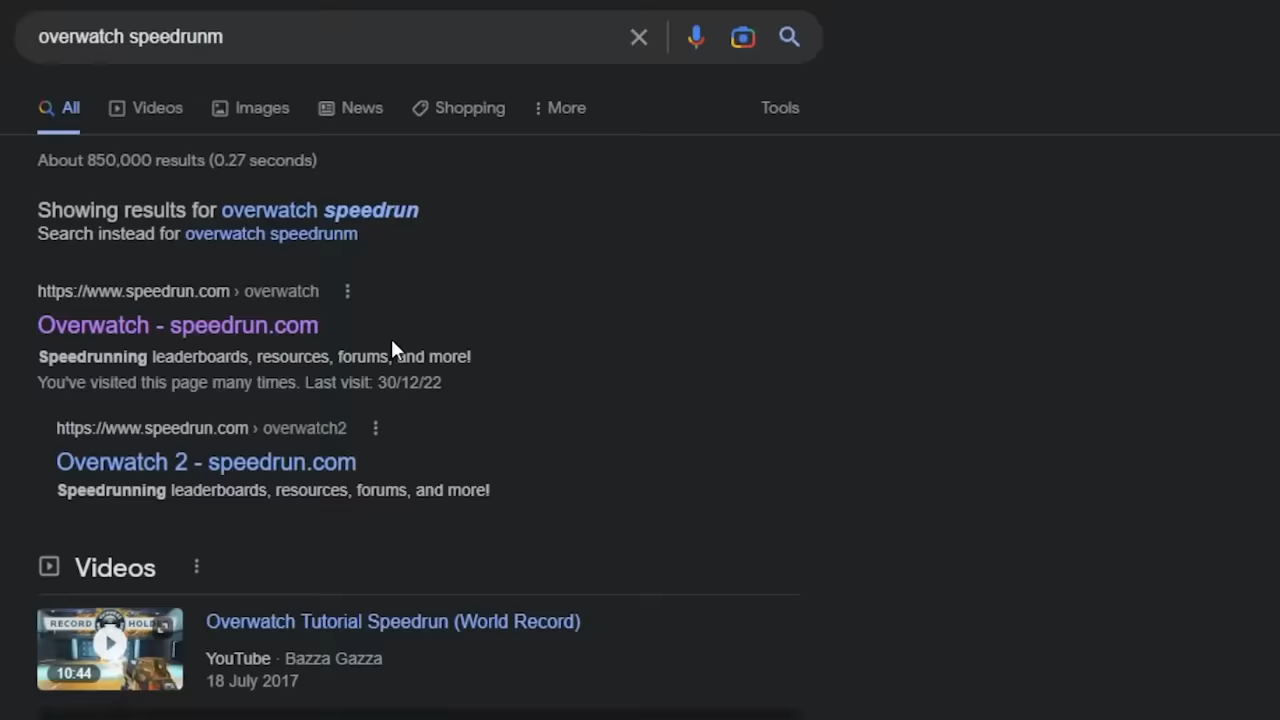 overwatch speedrunm
All Videos Images News Shopping More Tools
About 850,000 results (0.27 seconds)
Showing results for overwatch speedrun
Search instead for overwatch speedrunm
https://www.speedrun.com › overwatch
Overwatch - speedrun.com
Speedrunning leaderboards, resources, forums, and more!
You've visited this page many times. Last visit: 30/12/22
https://www.speedrun.com › overwatch2
Overwatch 2 - speedrun.com
Speedrunning leaderboards, resources, forums, and more!
Videos
RECORD HOLDE
10:44
Overwatch Tutorial Speedrun (World Record)
YouTube · Bazza Gazza
18 July 2017